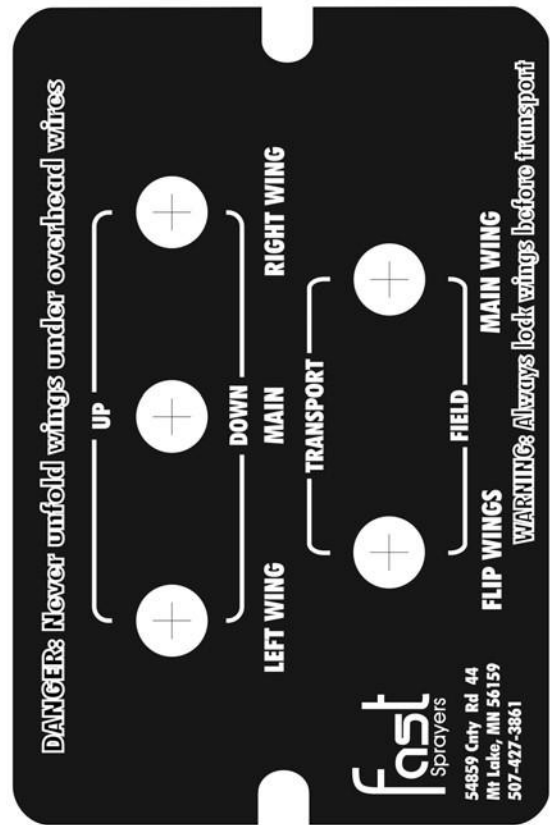 DANGER: Never unfold wings under overhead wires
UP
DOWN
LEFT WING
MAIN
RIGHT WING
TRANSPORT
FIELD
FLIP WINGS
MAIN WING
WARNING: Always lock wings before transport
fast
Sprayers
54859 Cnty Rd 44
Mt Lake, MN 56159
507-427-3861